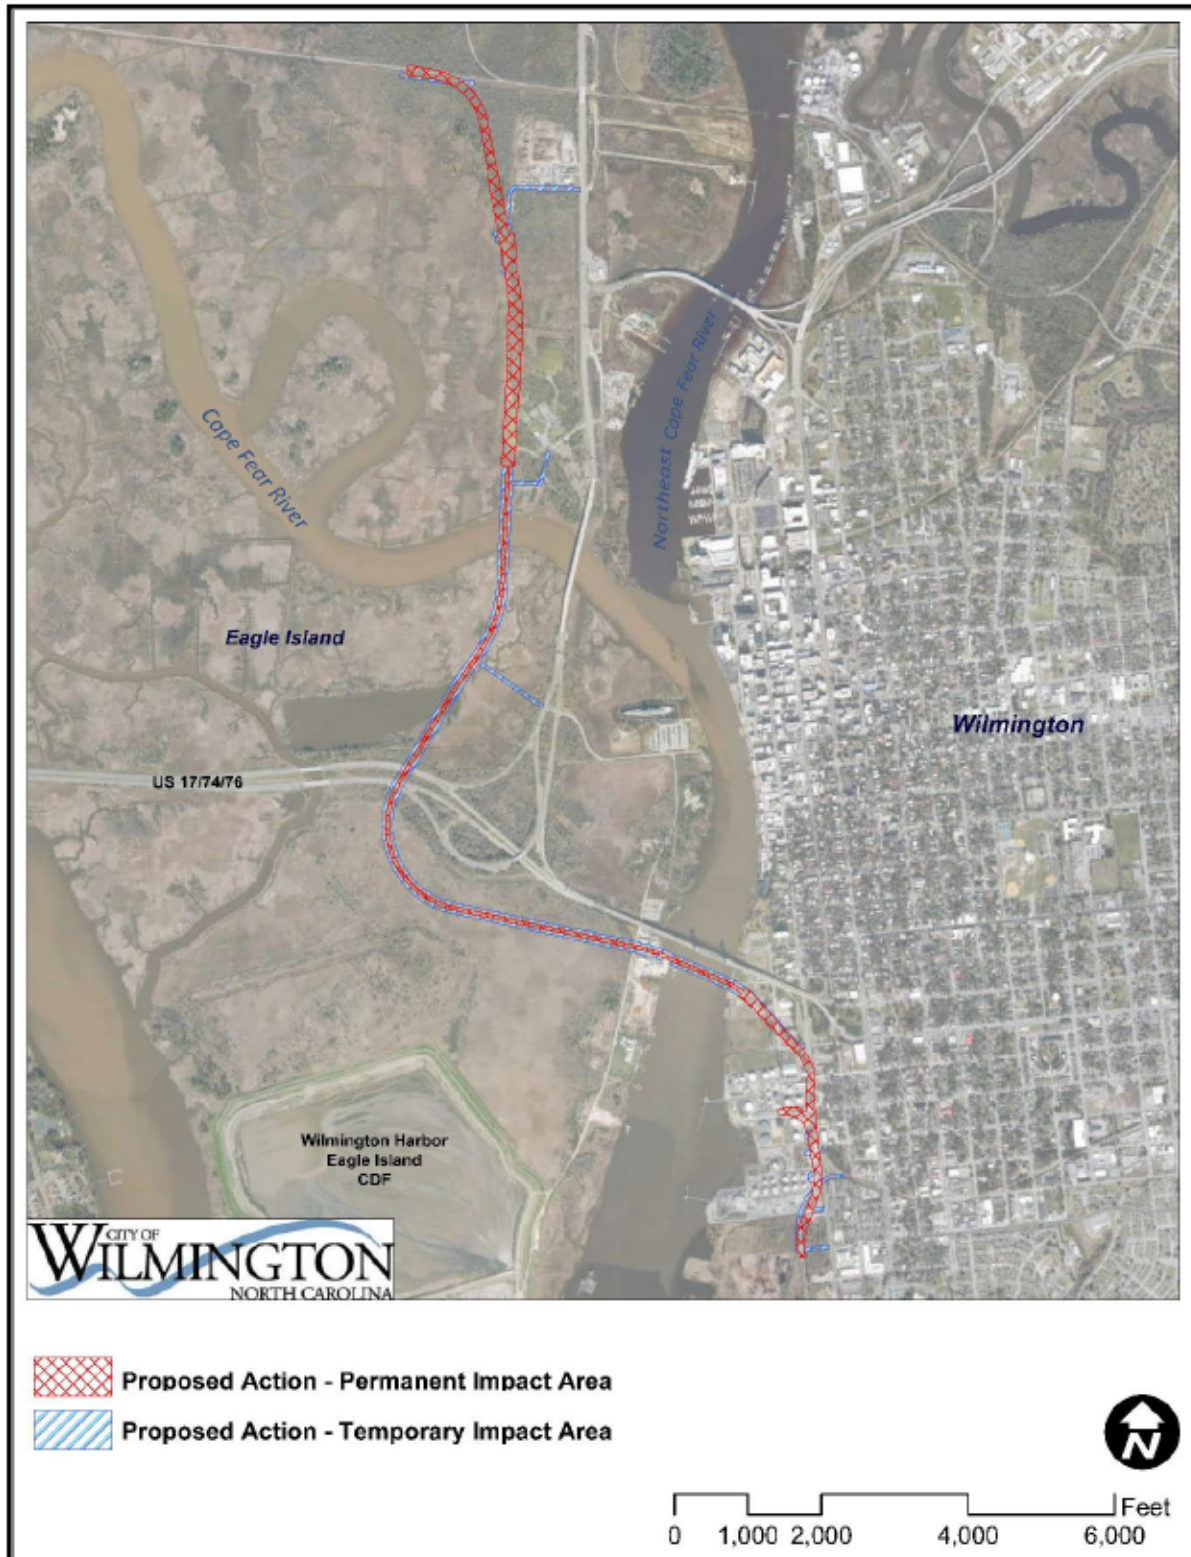 Cape Fear River
Northeast Cape Fear River
Eagle Island
Wilmington
US 17/74/76
Wilmington Harbor
Eagle Island
CDF
CITY OF
WILMINGTON
NORTH CAROLINA
Proposed Action - Permanent Impact Area
Proposed Action - Temporary Impact Area
N
Feet
0 1,000 2,000 4,000 6,000